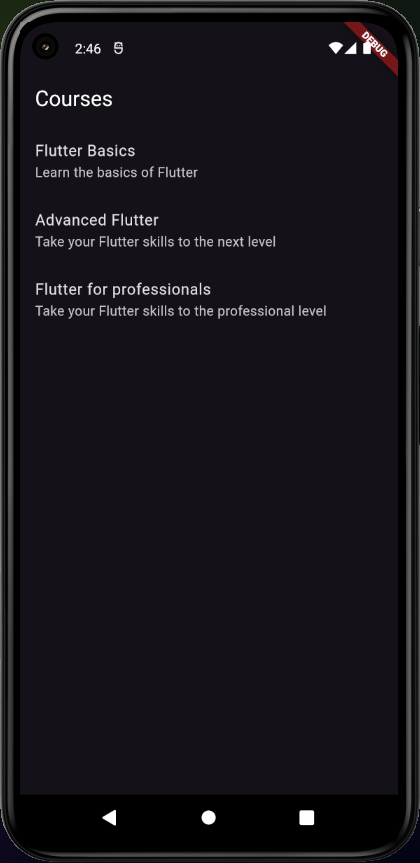 2:46
DEBUG
Courses
Flutter Basics
Learn the basics of Flutter
Advanced Flutter
Take your Flutter skills to the next level
Flutter for professionals
Take your Flutter skills to the professional level